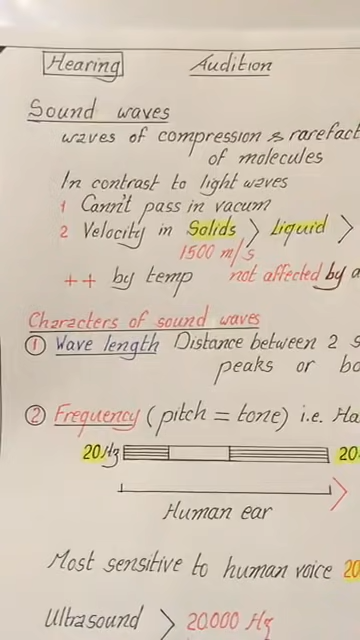 Hearing Audition
Sound waves
waves of compression & rarefact
of molecules
In contrast to light waves
1 Cann't pass in vacum
2 Velocity in Solids > Liquid >
1500 m/s
++ by temp not affected by a
Characters of sound waves
① Wave length Distance between 2 s
peaks or bo
② Frequency (pitch = tone) i.e. Ha
20 Hz 20
Human ear
Most sensitive to human voice 20
Ultrasound > 20.000 Hz